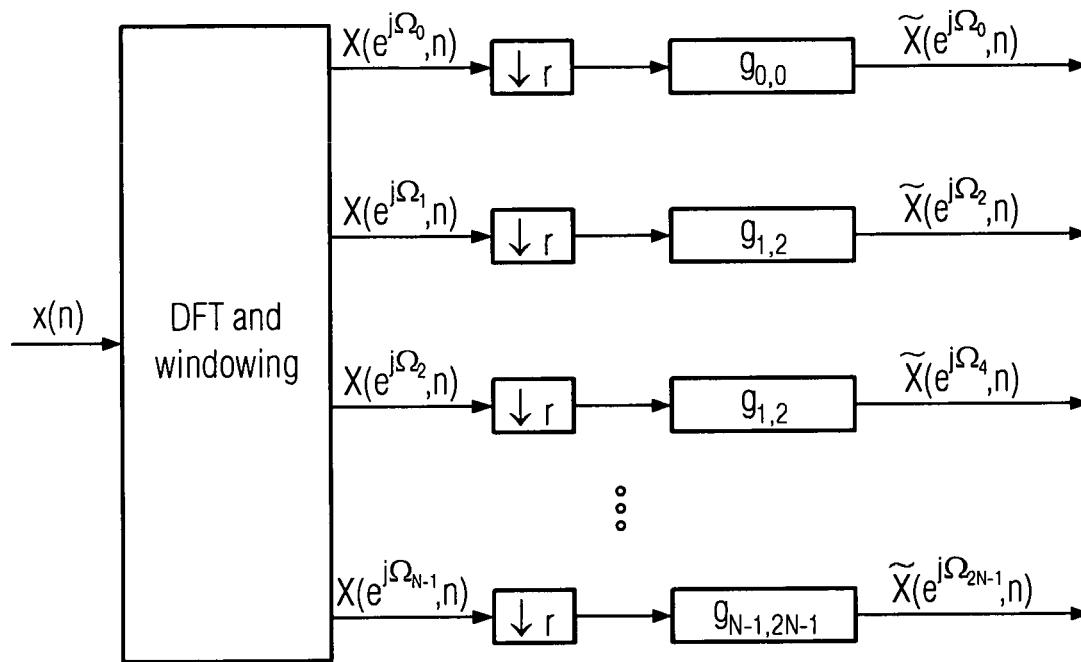 X(e^{jΩ_0},n) ↓ r g_{0,0} X̃(e^{jΩ_0},n)
X(e^{jΩ_1},n) ↓ r g_{1,2} X̃(e^{jΩ_2},n)
x(n)
DFT and
windowing
X(e^{jΩ_2},n) ↓ r g_{1,2} X̃(e^{jΩ_4},n)
X(e^{jΩ_{N-1}},n) ↓ r g_{N-1,2N-1} X̃(e^{jΩ_{2N-1}},n)